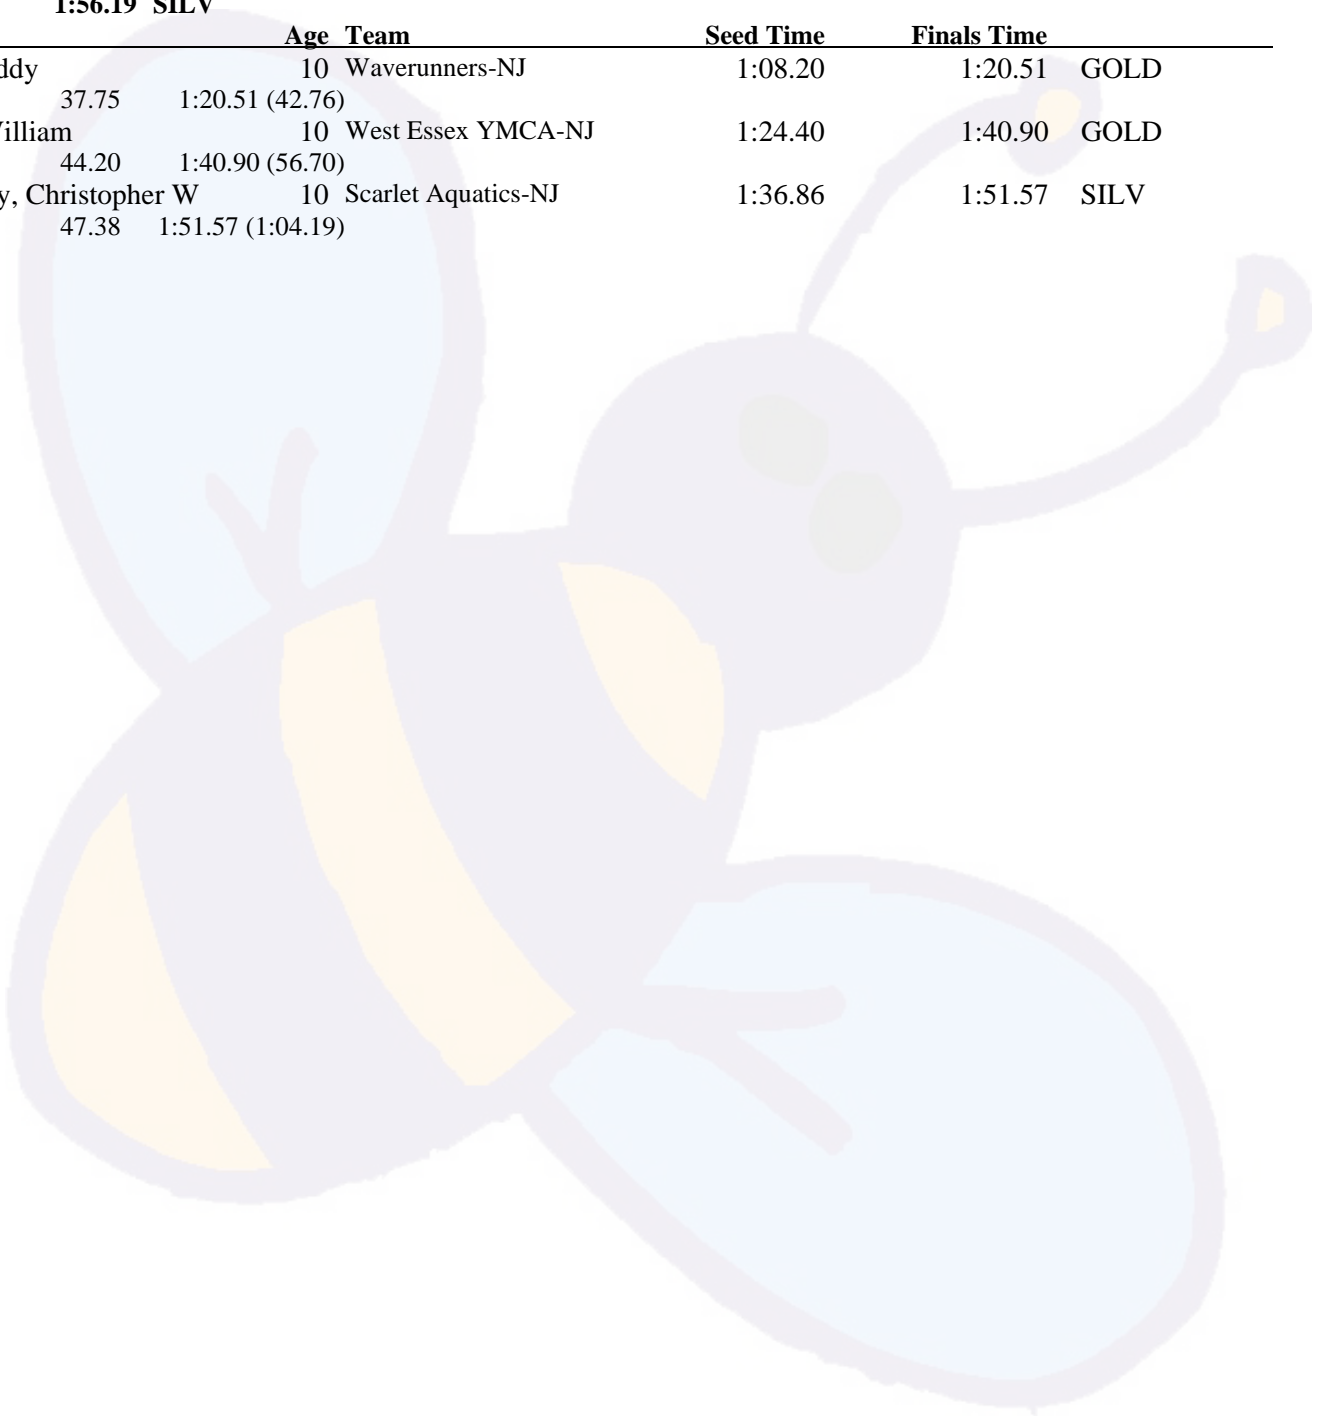 1:56.19 SILV
Age Team Seed Time Finals Time
ddy 10 Waverunners-NJ 1:08.20 1:20.51 GOLD
37.75 1:20.51 (42.76)
William 10 West Essex YMCA-NJ 1:24.40 1:40.90 GOLD
44.20 1:40.90 (56.70)
y, Christopher W 10 Scarlet Aquatics-NJ 1:36.86 1:51.57 SILV
47.38 1:51.57 (1:04.19)